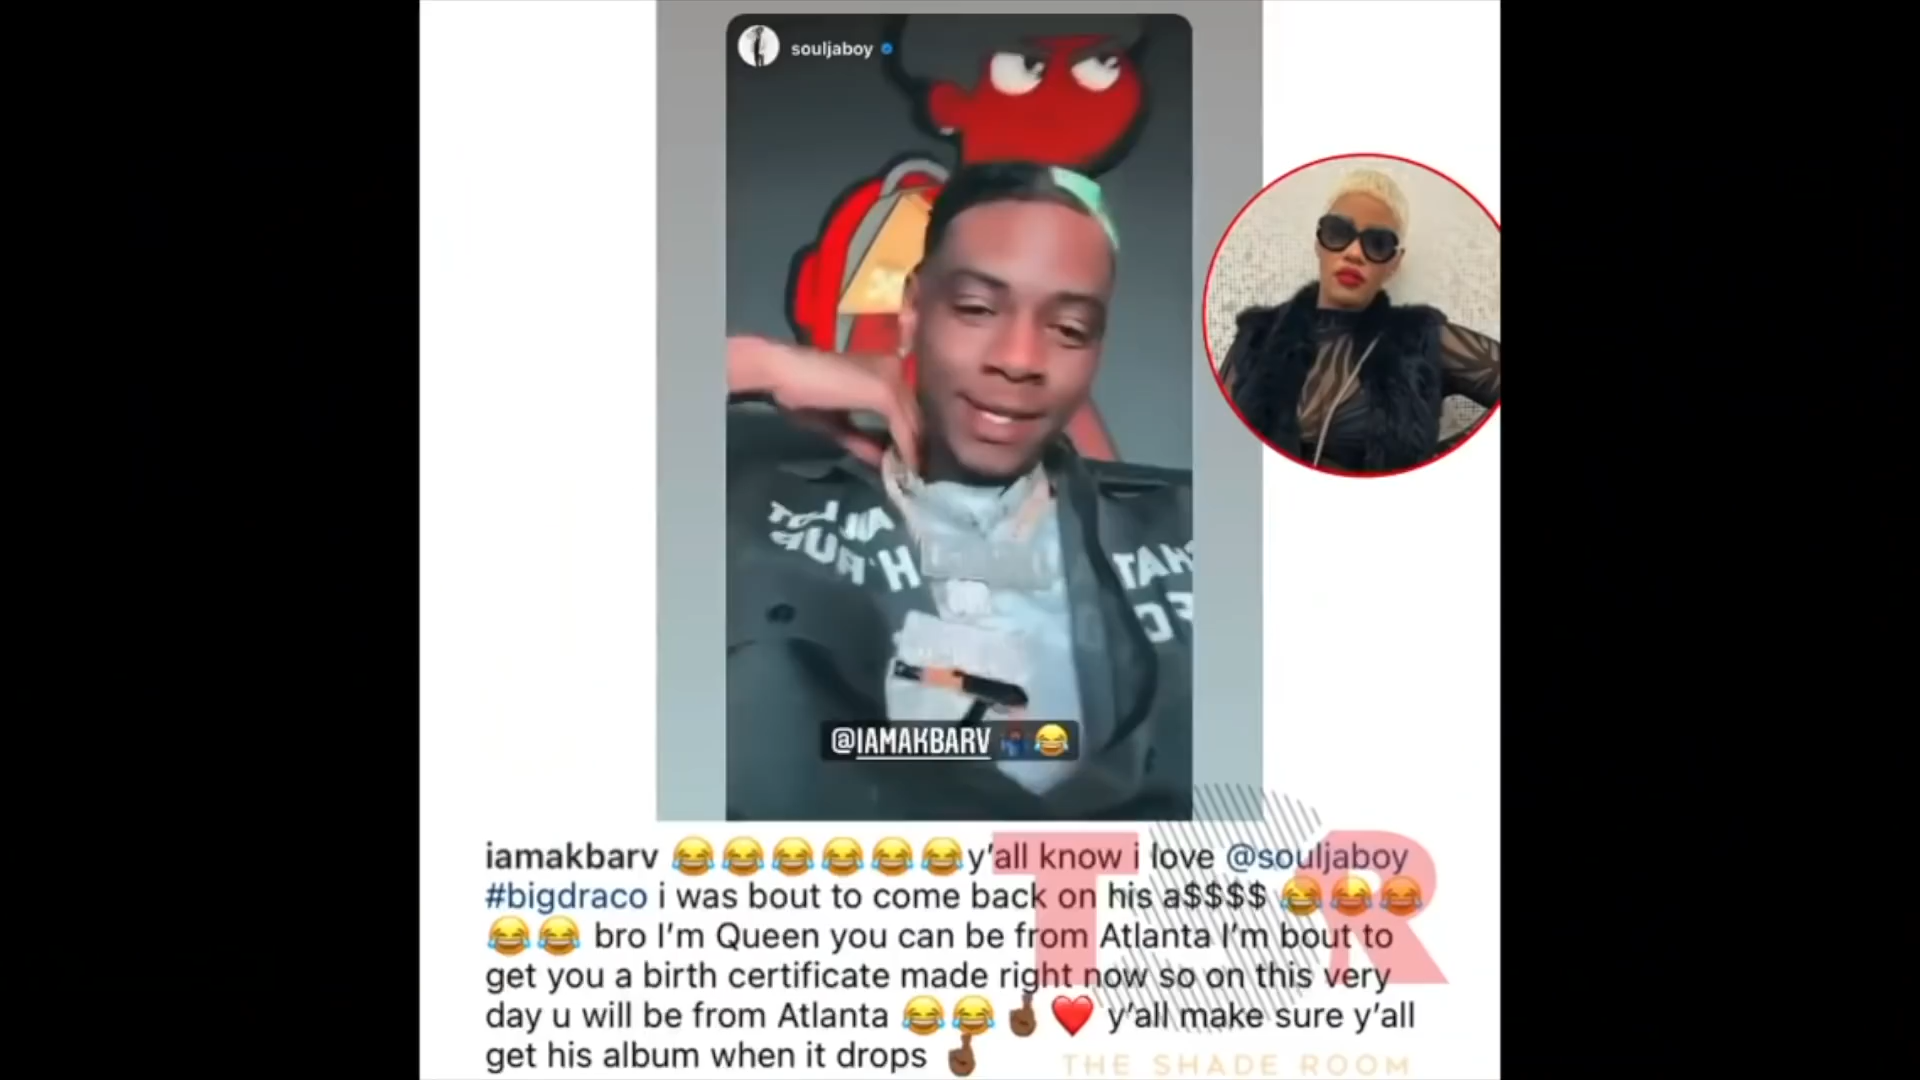 souljaboy
@IAMAKBARV 😂
iamakbarv 😂😂😂😂😂😂y’all know i love @souljaboy
#bigdraco i was bout to come back on his a$$$$ 😂😂😂
😂😂 bro I’m Queen you can be from Atlanta I’m bout to
get you a birth certificate made right now so on this very
day u will be from Atlanta 😂😂🤞🏾❤️ y’all make sure y’all
get his album when it drops 🤞🏾
TSR
THE SHADE ROOM